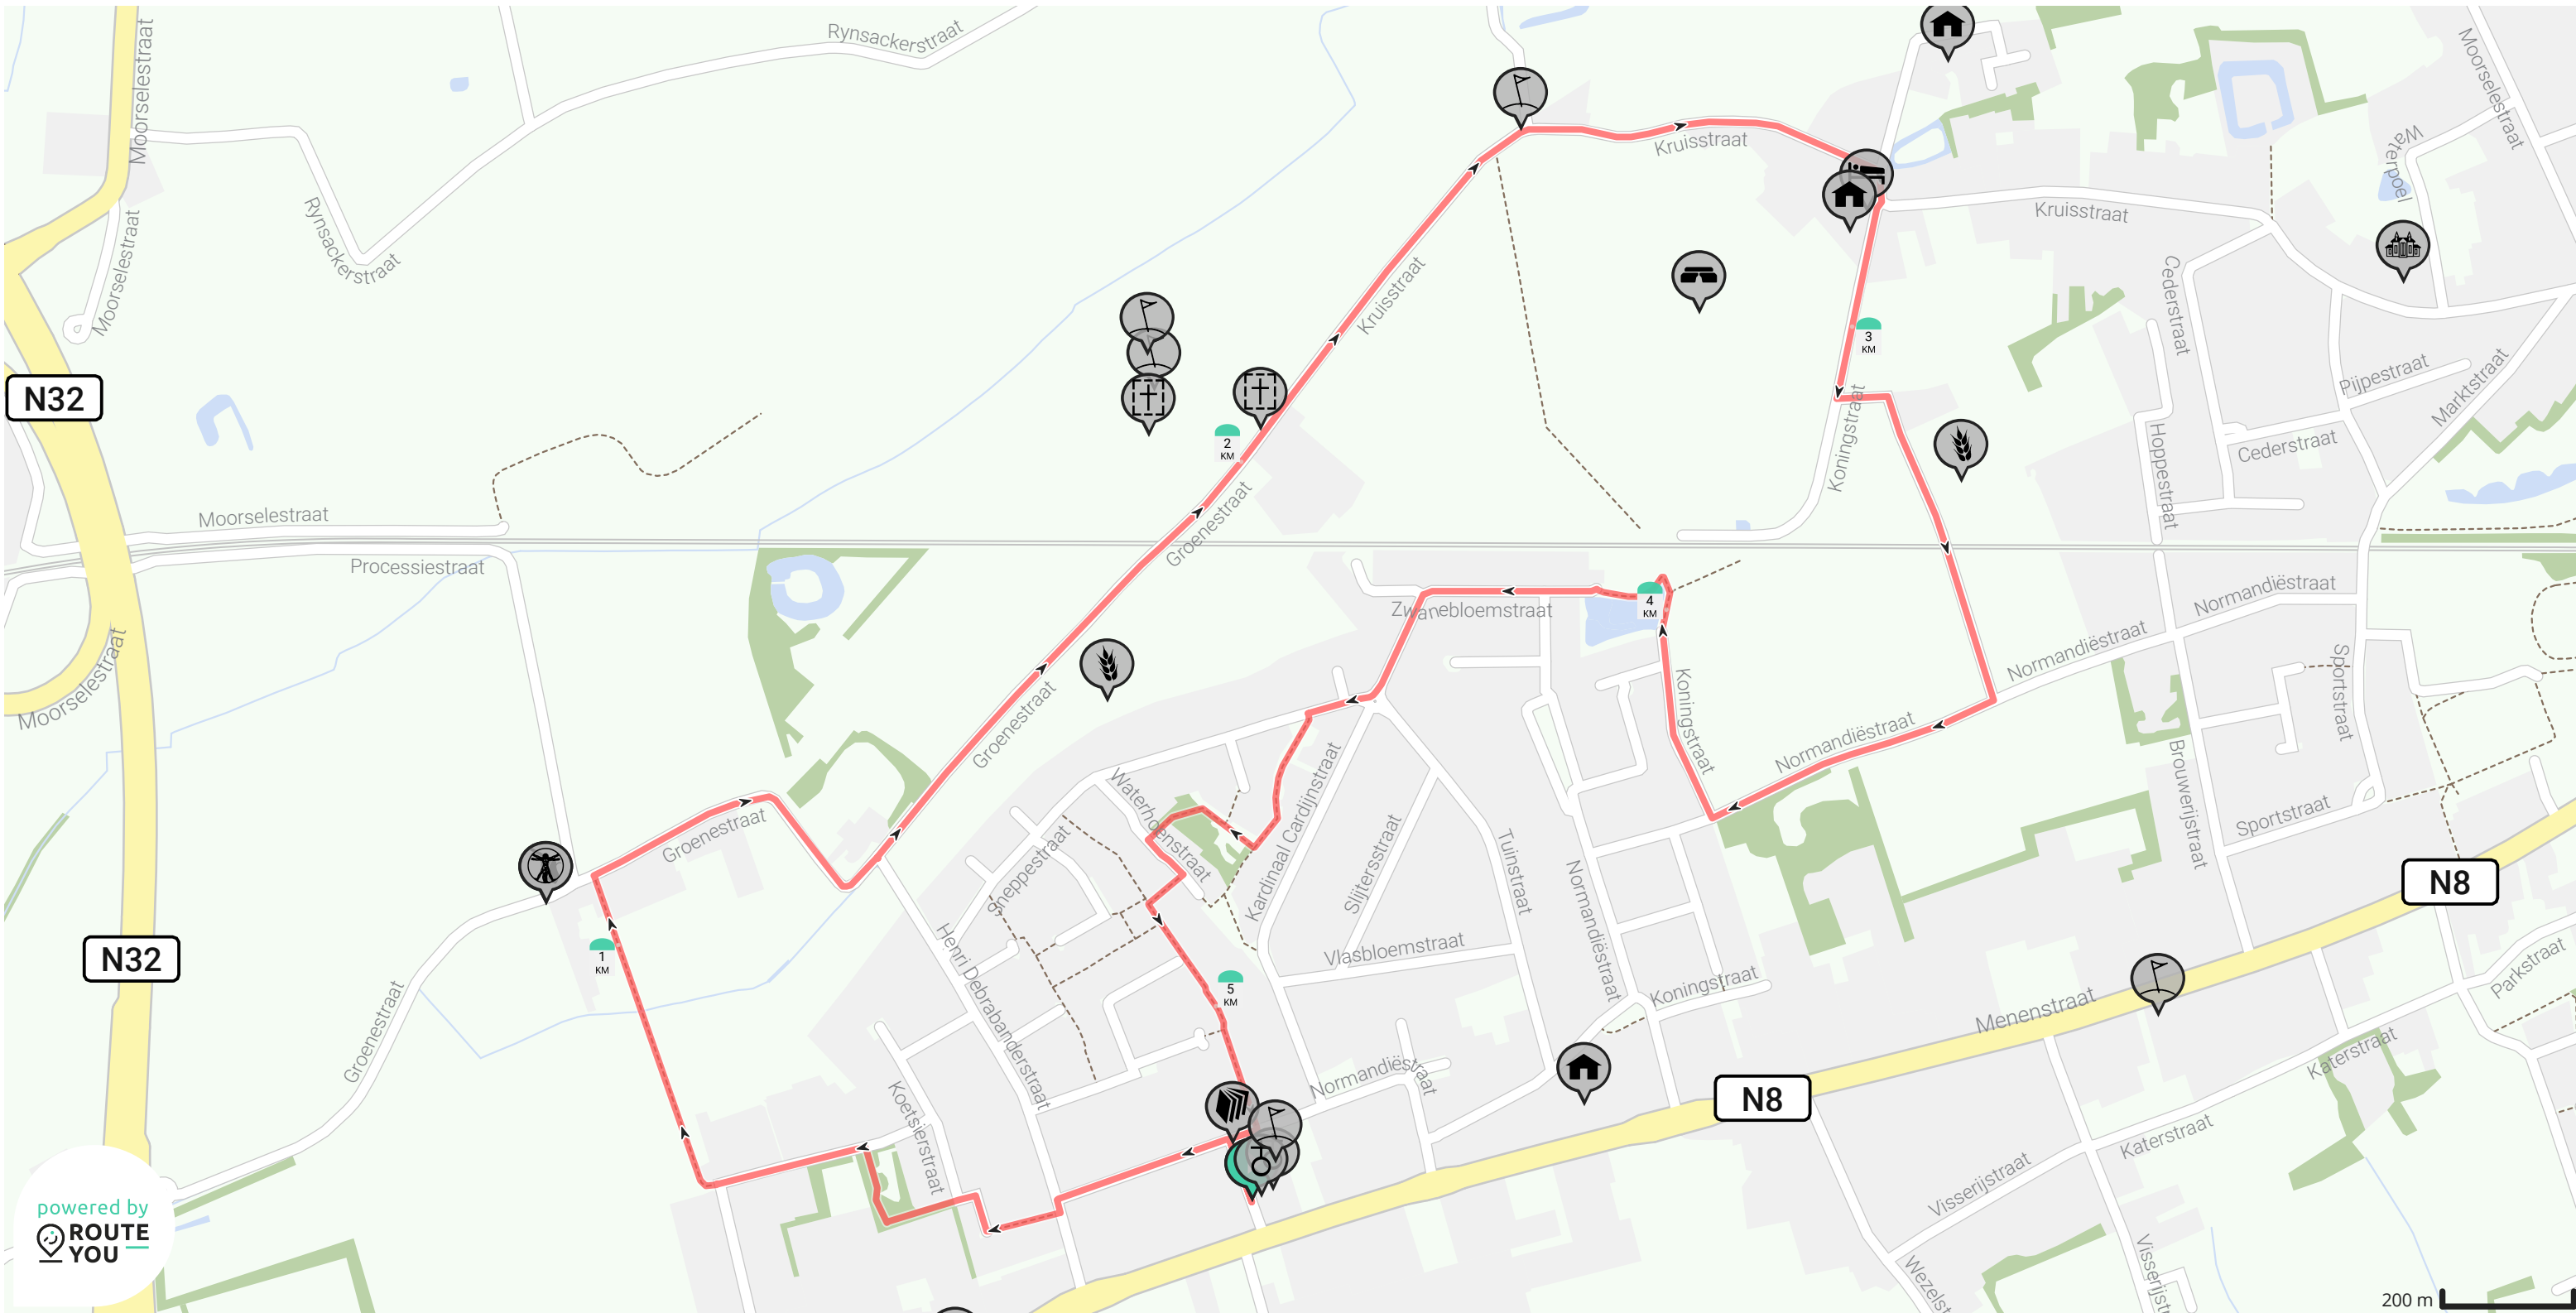 Moorselestraat
Rynsackerstraat
Moorselestraat
Kruisstraat
Waterpoel
Moorselestraat
Rynsackerstraat
Kruisstraat
Kruisstraat
Cederstraat
3
KM
Pijpestraat
Marktstraat
N32
Koningstraat
Hoppestraat
Cederstraat
2
KM
Groenestraat
Moorselestraat
Processiestraat
Normandiëstraat
4
KM
Zwanebloemstraat
Normandiëstraat
Sportstraat
Moorselestraat
Groenestraat
Koningstraat
Normandiëstraat
Brouwerijstraat
Waterhoenstraat
Kardinaal Cardijnstraat
Slijtersstraat
Tuinstraat
Sportstraat
Groenestraat
Sneppestraat
Normandiëstraat
N8
N32
1
KM
Henri Debrabanderstraat
Vlasbloemstraat
5
KM
Koningstraat
Parkstraat
Menenstraat
Groenestraat
Koetsierstraat
Normandiëstraat
N8
Katerstraat
Katerstraat
Visserijstraat
powered by
ROUTE
YOU
Visserijstr
Wezelst
200 m